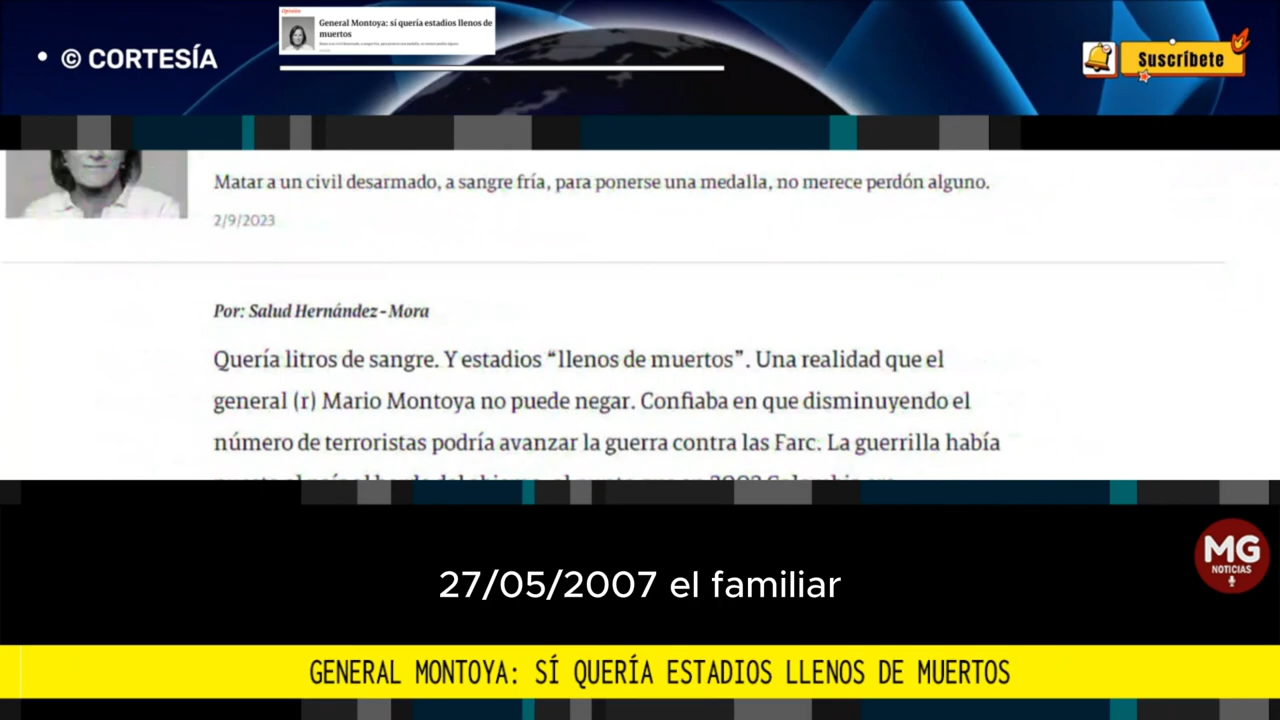 • © CORTESÍA
Opinión
General Montoya: sí quería estadios llenos de
muertos
Suscríbete
Matar a un civil desarmado, a sangre fría, para ponerse una medalla, no merece perdón alguno.
2/9/2023
Por: Salud Hernández-Mora
Quería litros de sangre. Y estadios “llenos de muertos”. Una realidad que el
general (r) Mario Montoya no puede negar. Confiaba en que disminuyendo el
número de terroristas podría avanzar la guerra contra las Farc. La guerrilla había
MG
NOTICIAS
27/05/2007 el familiar
GENERAL MONTOYA: SÍ QUERÍA ESTADIOS LLENOS DE MUERTOS